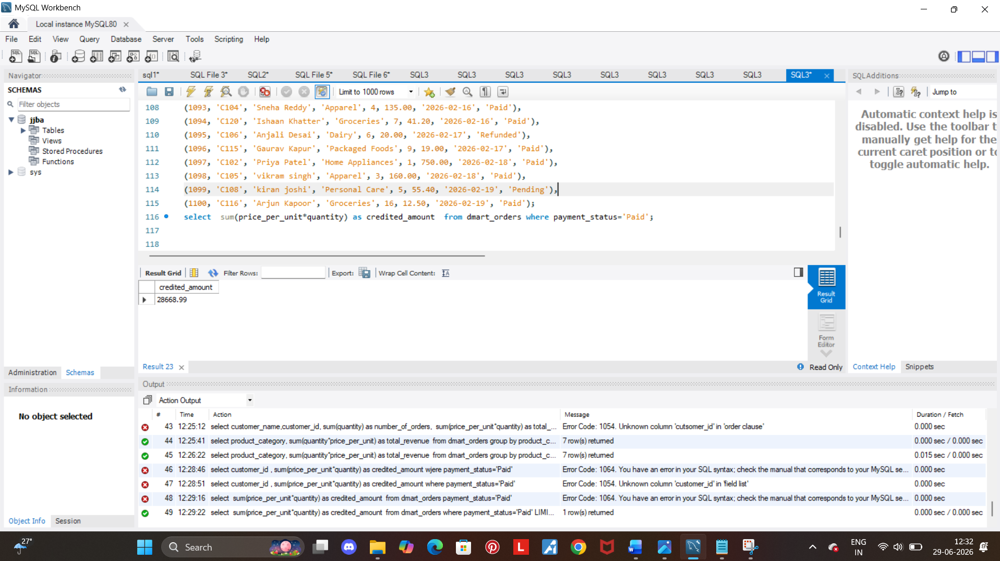 MySQL Workbench
Local instance MySQL80
File Edit View Query Database Server Tools Scripting Help
Navigator
SCHEMAS
Filter objects
jjba
Tables
Views
Stored Procedures
Functions
sys
Administration Schemas
Information
No object selected
Object Info Session
sql1* SQL File 3* SQL2* SQL File 5* SQL File 6* SQL3 SQL3 SQL3 SQL3 SQL3 SQL3 SQL3 SQL3 SQL3*
Limit to 1000 rows
108 (1093, 'C104', 'Sneha Reddy', 'Apparel', 4, 135.00, '2026-02-16', 'Paid'),
109 (1094, 'C120', 'Ishaan Khatter', 'Groceries', 7, 41.20, '2026-02-16', 'Paid'),
110 (1095, 'C106', 'Anjali Desai', 'Dairy', 6, 20.00, '2026-02-17', 'Refunded'),
111 (1096, 'C115', 'Gaurav Kapur', 'Packaged Foods', 9, 19.00, '2026-02-17', 'Paid'),
112 (1097, 'C102', 'Priya Patel', 'Home Appliances', 1, 750.00, '2026-02-18', 'Paid'),
113 (1098, 'C105', 'vikram singh', 'Apparel', 3, 160.00, '2026-02-18', 'Paid'),
114 (1099, 'C108', 'kiran joshi', 'Personal Care', 5, 55.40, '2026-02-19', 'Pending'),
115 (1100, 'C116', 'Arjun Kapoor', 'Groceries', 16, 12.50, '2026-02-19', 'Paid');
116 select sum(price_per_unit*quantity) as credited_amount from dmart_orders where payment_status='Paid';
117
118
Result Grid Filter Rows: Export: Wrap Cell Content:
credited_amount
28668.99
Result Grid
Form Editor
Result 23
Read Only
SQLAdditions
Jump to
Automatic context help is
disabled. Use the toolbar t
manually get help for the
current caret position or to
toggle automatic help.
Context Help Snippets
Output
Action Output
# Time Action Message Duration / Fetch
43 12:25:12 select customer_name,customer_id, sum(quantity) as number_of_orders, sum(price_per_unit*quantity) as total_... Error Code: 1054. Unknown column 'cutsomer_id' in 'order clause' 0.000 sec
44 12:25:41 select product_category, sum(quantity*price_per_unit) as total_revenue from dmart_orders group by product_c... 7 row(s) returned 0.000 sec / 0.000 sec
45 12:26:22 select product_category, sum(quantity*price_per_unit) as total_revenue from dmart_orders group by product_c... 7 row(s) returned 0.015 sec / 0.000 sec
46 12:28:46 select customer_id , sum(price_per_unit*quantity) as credited_amount wjere payment_status='Paid' Error Code: 1064. You have an error in your SQL syntax; check the manual that corresponds to your MySQL se... 0.000 sec
47 12:28:51 select customer_id , sum(price_per_unit*quantity) as credited_amount where payment_status='Paid' Error Code: 1054. Unknown column 'customer_id' in 'field list' 0.000 sec
48 12:29:16 select sum(price_per_unit*quantity) as credited_amount from dmart_orders payment_status='Paid' Error Code: 1064. You have an error in your SQL syntax; check the manual that corresponds to your MySQL se... 0.000 sec
49 12:29:22 select sum(price_per_unit*quantity) as credited_amount from dmart_orders where payment_status='Paid' LIMI... 1 row(s) returned 0.000 sec / 0.000 sec
27°
Search
ENG
IN
12:32
29-06-2026